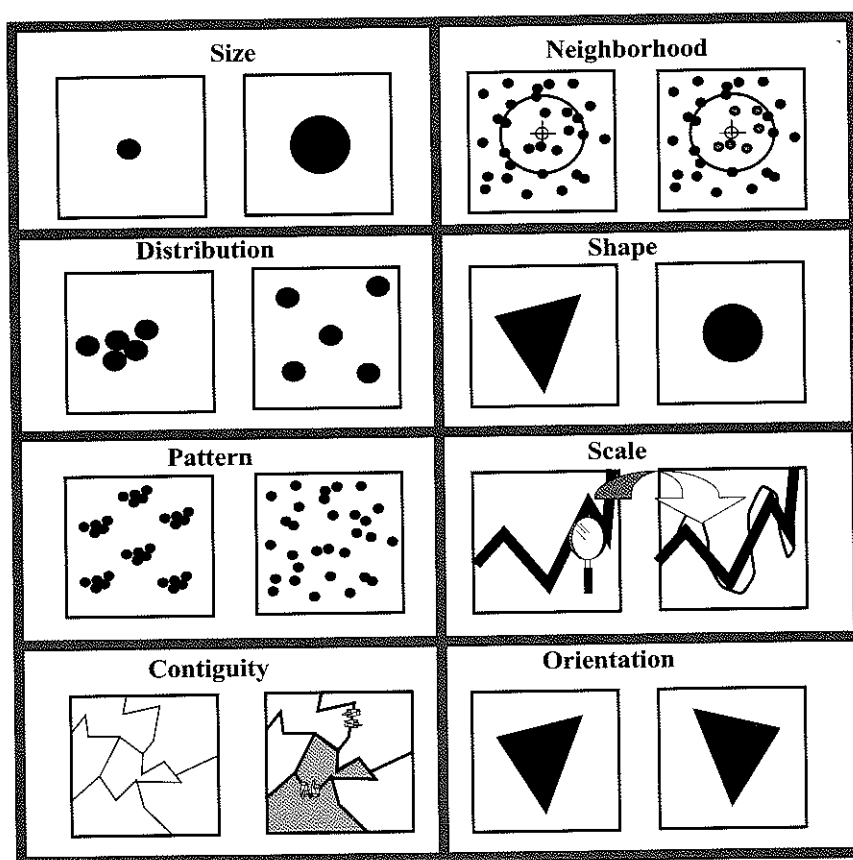 Size
Neighborhood
Distribution
Shape
Pattern
Scale
Contiguity
Orientation